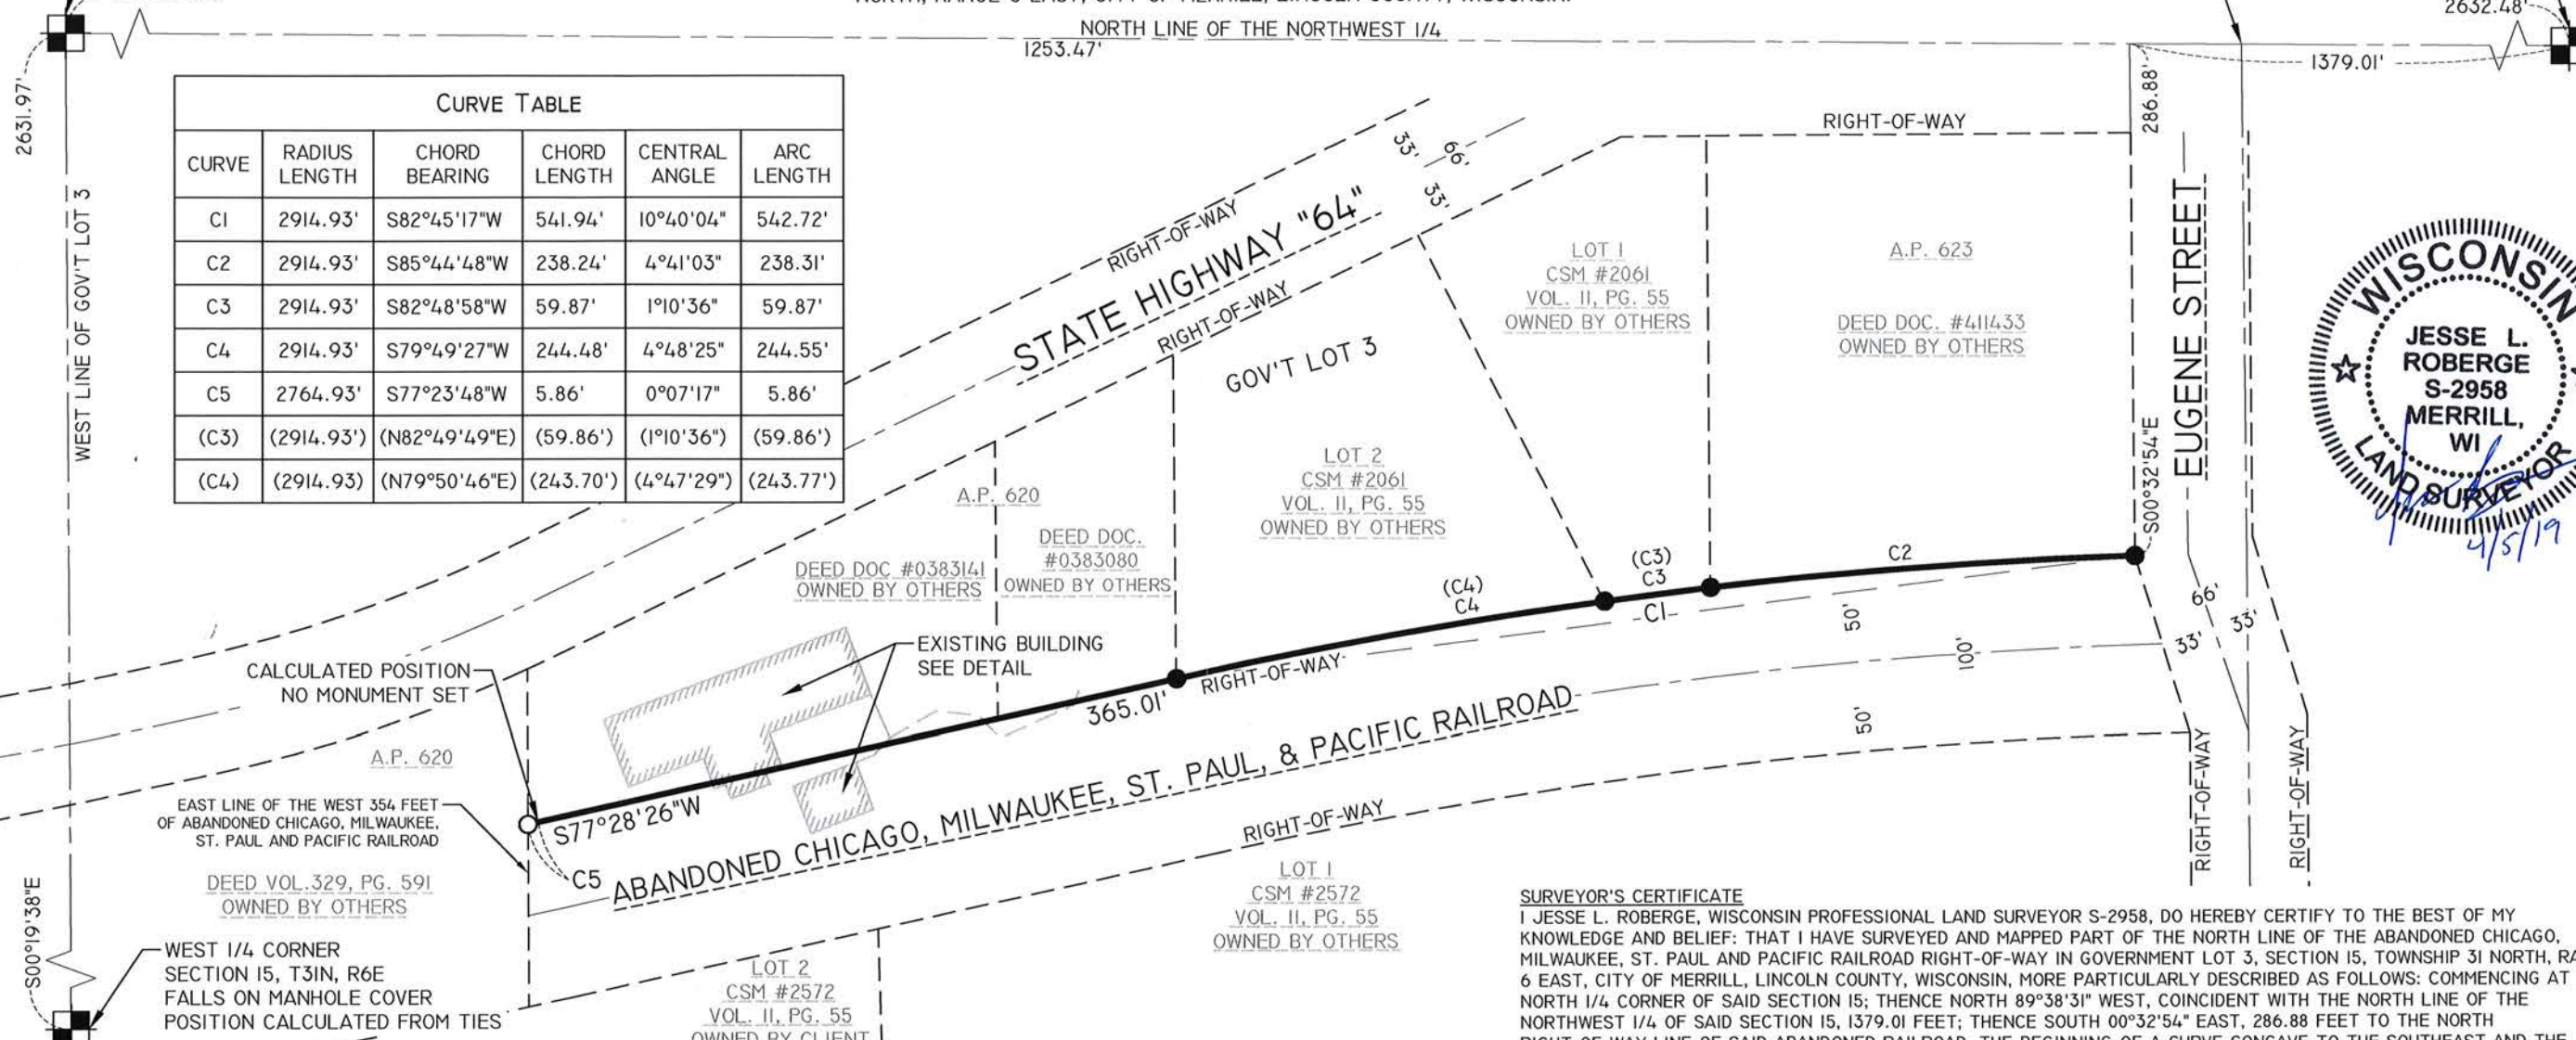 2632.48'
NORTH LINE OF THE NORTHWEST 1/4
1253.47'
1379.01'
2631.97'
286.88'
CURVE TABLE
CURVE RADIUS LENGTH CHORD BEARING CHORD LENGTH CENTRAL ANGLE ARC LENGTH
C1 2914.93' S82°45'17"W 541.94' 10°40'04" 542.72'
C2 2914.93' S85°44'48"W 238.24' 4°41'03" 238.31'
C3 2914.93' S82°48'58"W 59.87' 1°10'36" 59.87'
C4 2914.93' S79°49'27"W 244.48' 4°48'25" 244.55'
C5 2764.93' S77°23'48"W 5.86' 0°07'17" 5.86'
(C3) (2914.93') (N82°49'49"E) (59.86') (1°10'36") (59.86')
(C4) (2914.93) (N79°50'46"E) (243.70') (4°47'29") (243.77')
WEST LINE OF GOV'T LOT 3
RIGHT-OF-WAY
33'
66'
33'
RIGHT-OF-WAY
STATE HIGHWAY "64"
RIGHT-OF-WAY
GOV'T LOT 3
LOT 1
CSM #2061
VOL. II, PG. 55
OWNED BY OTHERS
A.P. 623
DEED DOC. #411433
OWNED BY OTHERS
EUGENE STREET
S00°32'54"E
WISCONSIN
JESSE L.
ROBERGE
S-2958
MERRILL,
WI
LAND SURVEYOR
4/5/19
LOT 2
CSM #2061
VOL. II, PG. 55
OWNED BY OTHERS
A.P. 620
DEED DOC.
#0383080
OWNED BY OTHERS
DEED DOC #0383141
OWNED BY OTHERS
(C4)
C4
(C3)
C3
C1
C2
50'
100'
50'
66'
33'
33'
EXISTING BUILDING
SEE DETAIL
CALCULATED POSITION
NO MONUMENT SET
365.01'
RIGHT-OF-WAY
S77°28'26"W
C5
ABANDONED CHICAGO, MILWAUKEE, ST. PAUL, & PACIFIC RAILROAD
RIGHT-OF-WAY
RIGHT-OF-WAY
RIGHT-OF-WAY
A.P. 620
EAST LINE OF THE WEST 354 FEET
OF ABANDONED CHICAGO, MILWAUKEE,
ST. PAUL AND PACIFIC RAILROAD
DEED VOL.329, PG. 591
OWNED BY OTHERS
S00°19'38"E
WEST 1/4 CORNER
SECTION 15, T31N, R6E
FALLS ON MANHOLE COVER
POSITION CALCULATED FROM TIES
LOT 2
CSM #2572
VOL. II, PG. 55
OWNED BY CLIENT
LOT 1
CSM #2572
VOL. II, PG. 55
OWNED BY OTHERS
SURVEYOR'S CERTIFICATE
I JESSE L. ROBERGE, WISCONSIN PROFESSIONAL LAND SURVEYOR S-2958, DO HEREBY CERTIFY TO THE BEST OF MY
KNOWLEDGE AND BELIEF: THAT I HAVE SURVEYED AND MAPPED PART OF THE NORTH LINE OF THE ABANDONED CHICAGO,
MILWAUKEE, ST. PAUL AND PACIFIC RAILROAD RIGHT-OF-WAY IN GOVERNMENT LOT 3, SECTION 15, TOWNSHIP 31 NORTH,
6 EAST, CITY OF MERRILL, LINCOLN COUNTY, WISCONSIN, MORE PARTICULARLY DESCRIBED AS FOLLOWS: COMMENCING AT
NORTH 1/4 CORNER OF SAID SECTION 15; THENCE NORTH 89°38'31" WEST, COINCIDENT WITH THE NORTH LINE OF THE
NORTHWEST 1/4 OF SAID SECTION 15, 1379.01 FEET; THENCE SOUTH 00°32'54" EAST, 286.88 FEET TO THE NORTH